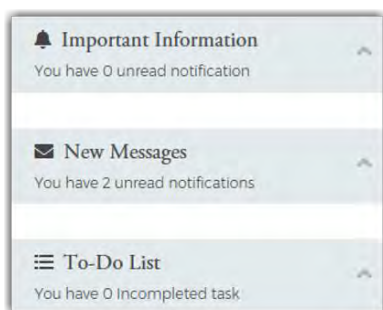 Important Information
You have 0 unread notification
New Messages
You have 2 unread notifications
To-Do List
You have 0 Incompleted task